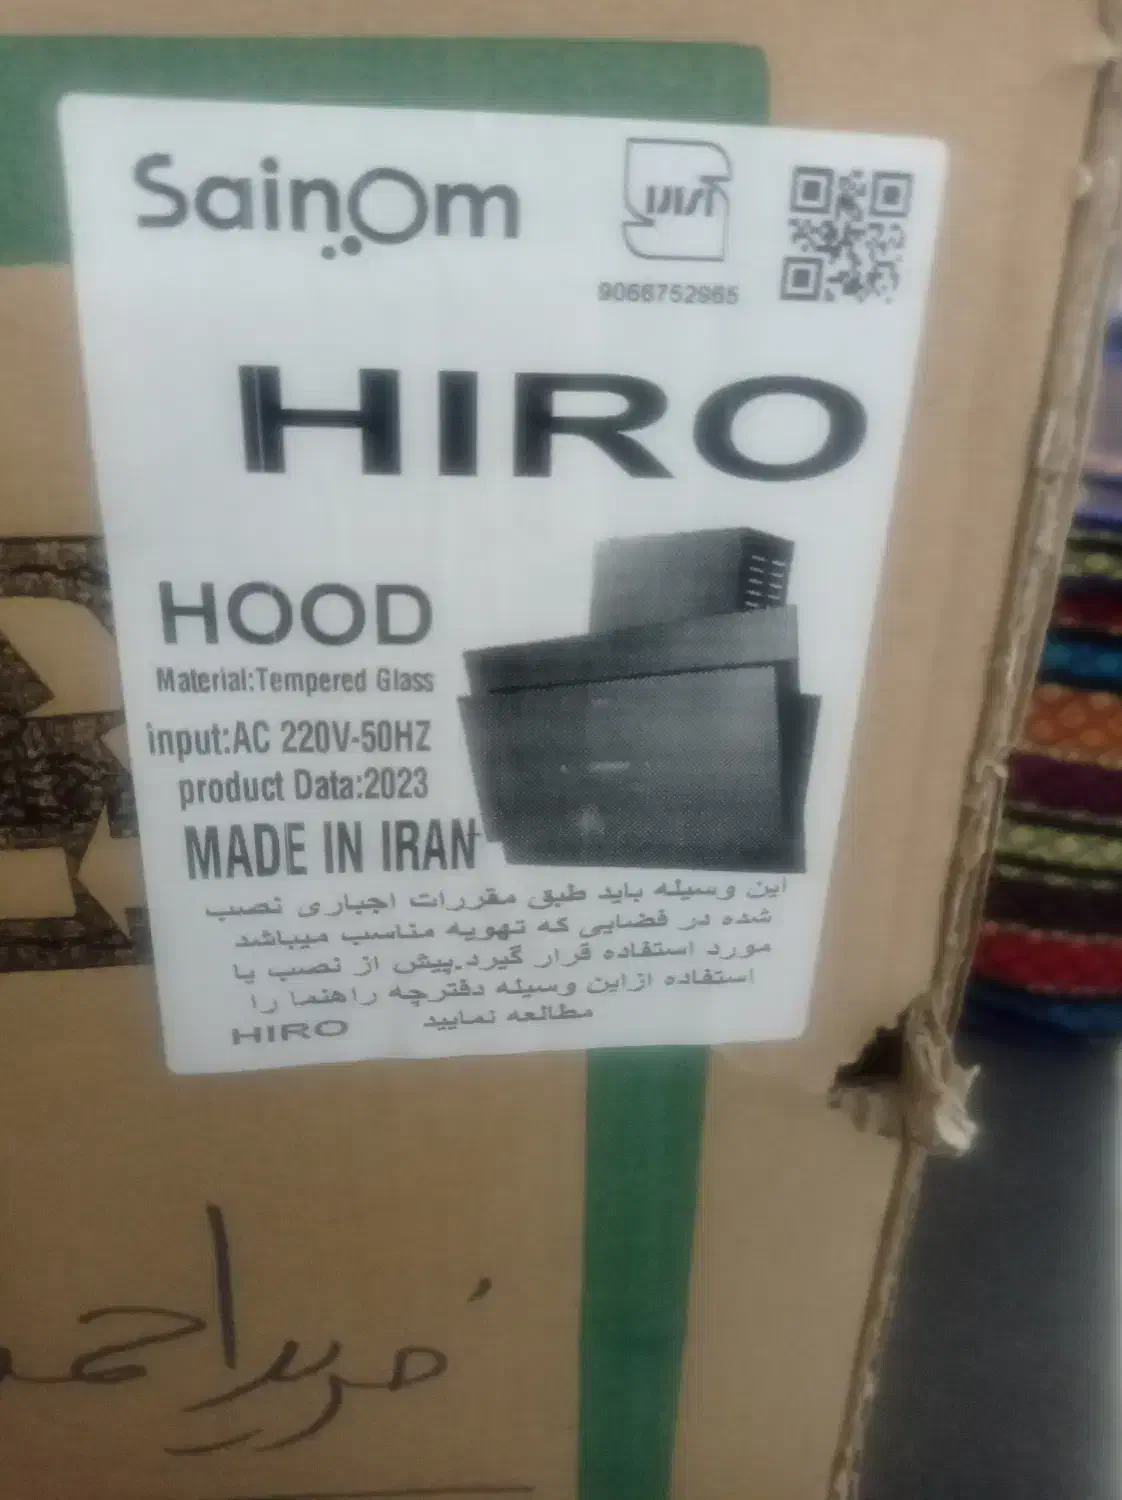 SainOm
9066752965
HIRO
HOOD
Material:Tempered Glass
input:AC 220V-50HZ
product Data:2023
MADE IN IRAN
این وسیله باید طبق مقررات اجباری نصب
شده در فضایی که تهویه مناسب میباشد
مورد استفاده قرار گیرد.پیش از نصب یا
استفاده ازاین وسیله دفترچه راهنما را
مطالعه نمایید
HIRO